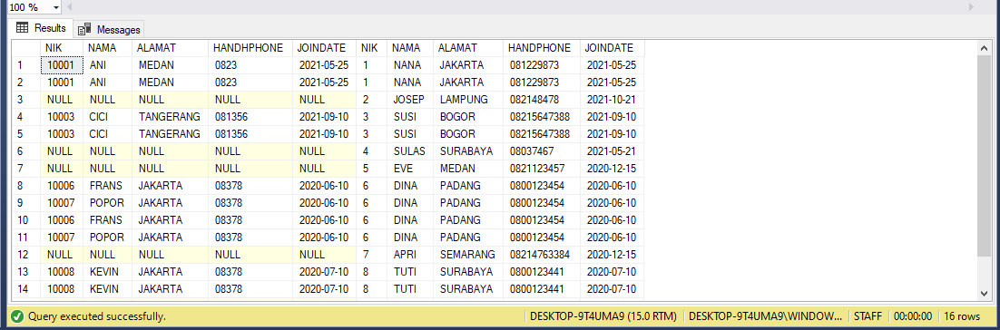 100 %
Results Messages
NIK NAMA ALAMAT HANDHPHONE JOINDATE NIK NAMA ALAMAT HANDPHONE JOINDATE
1 10001 ANI MEDAN 0823 2021-05-25 1 NANA JAKARTA 081229873 2021-05-25
2 10001 ANI MEDAN 0823 2021-05-25 1 NANA JAKARTA 081229873 2021-05-25
3 NULL NULL NULL NULL NULL 2 JOSEP LAMPUNG 082148478 2021-10-21
4 10003 CICI TANGERANG 081356 2021-09-10 3 SUSI BOGOR 08215647388 2021-09-10
5 10003 CICI TANGERANG 081356 2021-09-10 3 SUSI BOGOR 08215647388 2021-09-10
6 NULL NULL NULL NULL NULL 4 SULAS SURABAYA 08037467 2021-05-21
7 NULL NULL NULL NULL NULL 5 EVE MEDAN 0821123457 2020-12-15
8 10006 FRANS JAKARTA 08378 2020-06-10 6 DINA PADANG 0800123454 2020-06-10
9 10007 POPOR JAKARTA 08378 2020-06-10 6 DINA PADANG 0800123454 2020-06-10
10 10006 FRANS JAKARTA 08378 2020-06-10 6 DINA PADANG 0800123454 2020-06-10
11 10007 POPOR JAKARTA 08378 2020-06-10 6 DINA PADANG 0800123454 2020-06-10
12 NULL NULL NULL NULL NULL 7 APRI SEMARANG 08214763384 2020-12-15
13 10008 KEVIN JAKARTA 08378 2020-07-10 8 TUTI SURABAYA 0800123441 2020-07-10
14 10008 KEVIN JAKARTA 08378 2020-07-10 8 TUTI SURABAYA 0800123441 2020-07-10
Query executed successfully. DESKTOP-9T4UMA9 (15.0 RTM) DESKTOP-9T4UMA9\WINDOW... STAFF 00:00:00 16 rows